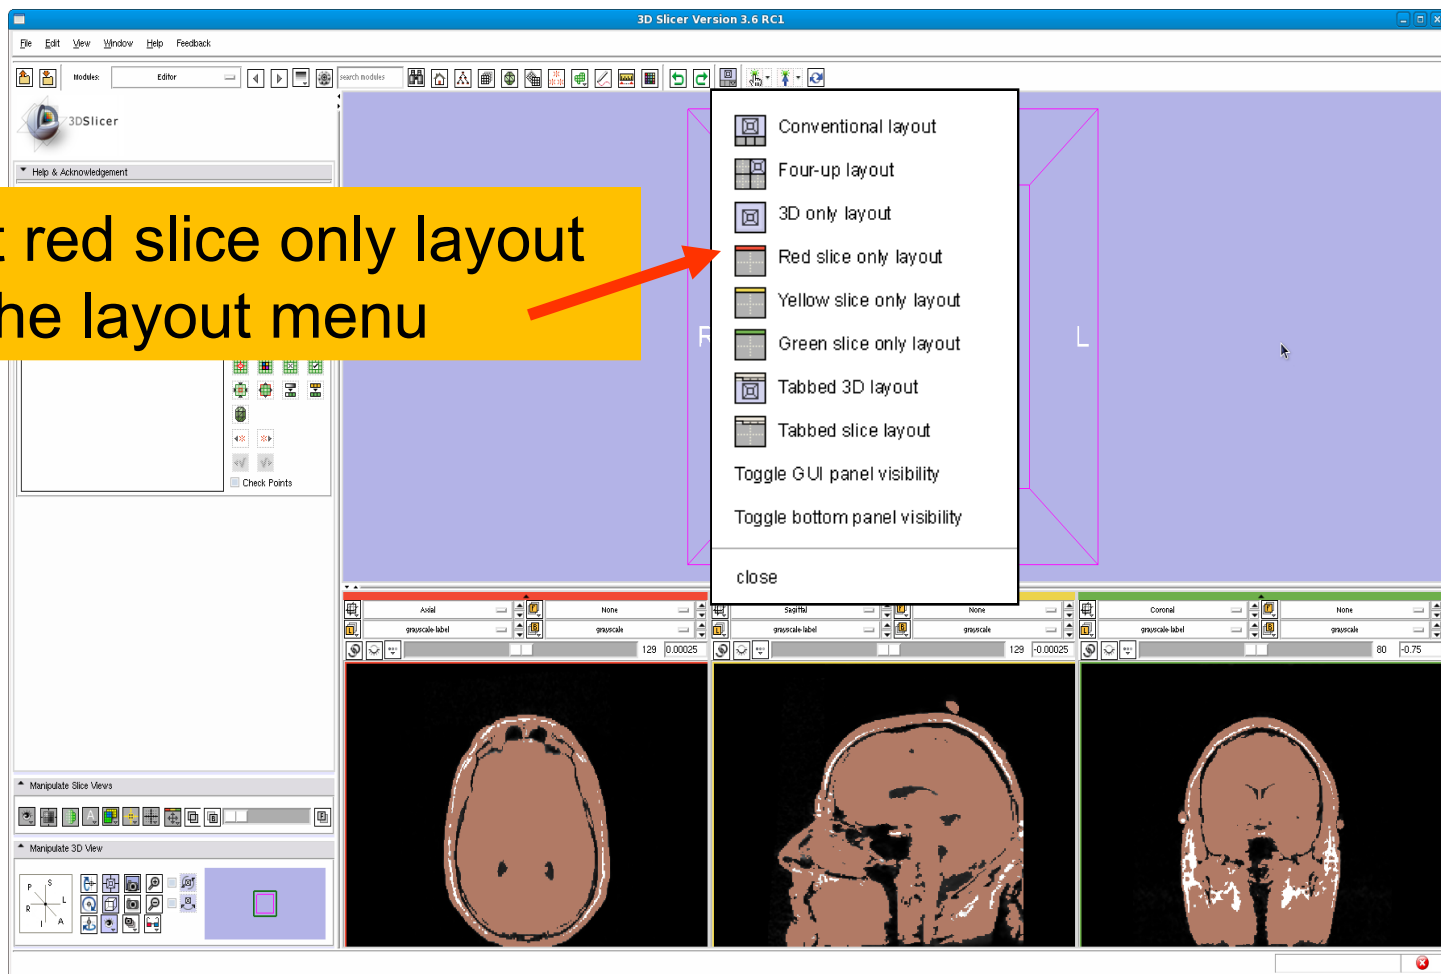 3D Slicer Version 3.6 RC1
File Edit View Window Help Feedback
Modules: Editor search modules
3DSlicer
Help & Acknowledgement
t red slice only layout
he layout menu
Conventional layout
Four-up layout
3D only layout
Red slice only layout
Yellow slice only layout
Green slice only layout
Tabbed 3D layout
Tabbed slice layout
Toggle GUI panel visibility
Toggle bottom panel visibility
close
R L
Check Points
Axial None Sagittal None Coronal None
grayscale-label grayscale grayscale-label grayscale grayscale-label grayscale
129 0.00025 129 -0.00025 80 -0.75
Manipulate Slice Views
Manipulate 3D View
P S
R L
I A